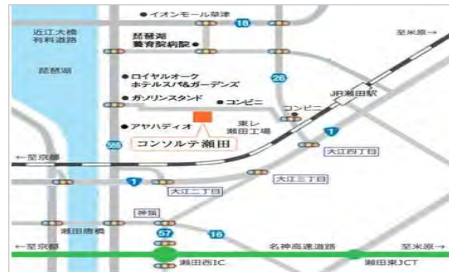 イオンモール草津
18
近江大橋
有料道路
琵琶湖
養育院病院
至米原→
琵琶湖
26
JR瀬田駅
ロイヤルオーク
ホテルスパ&ガーデンズ
ガソリンスタンド
コンビニ
コンビニ
アヤハディオ
東レ
瀬田工場
1
コンソルテ瀬田
559
大江四丁目
←至京都
大江三丁目
1
大江二丁目
神領
瀬田唐橋
57
16
←至京都
名神高速道路
至米原→
瀬田西IC
瀬田東JCT